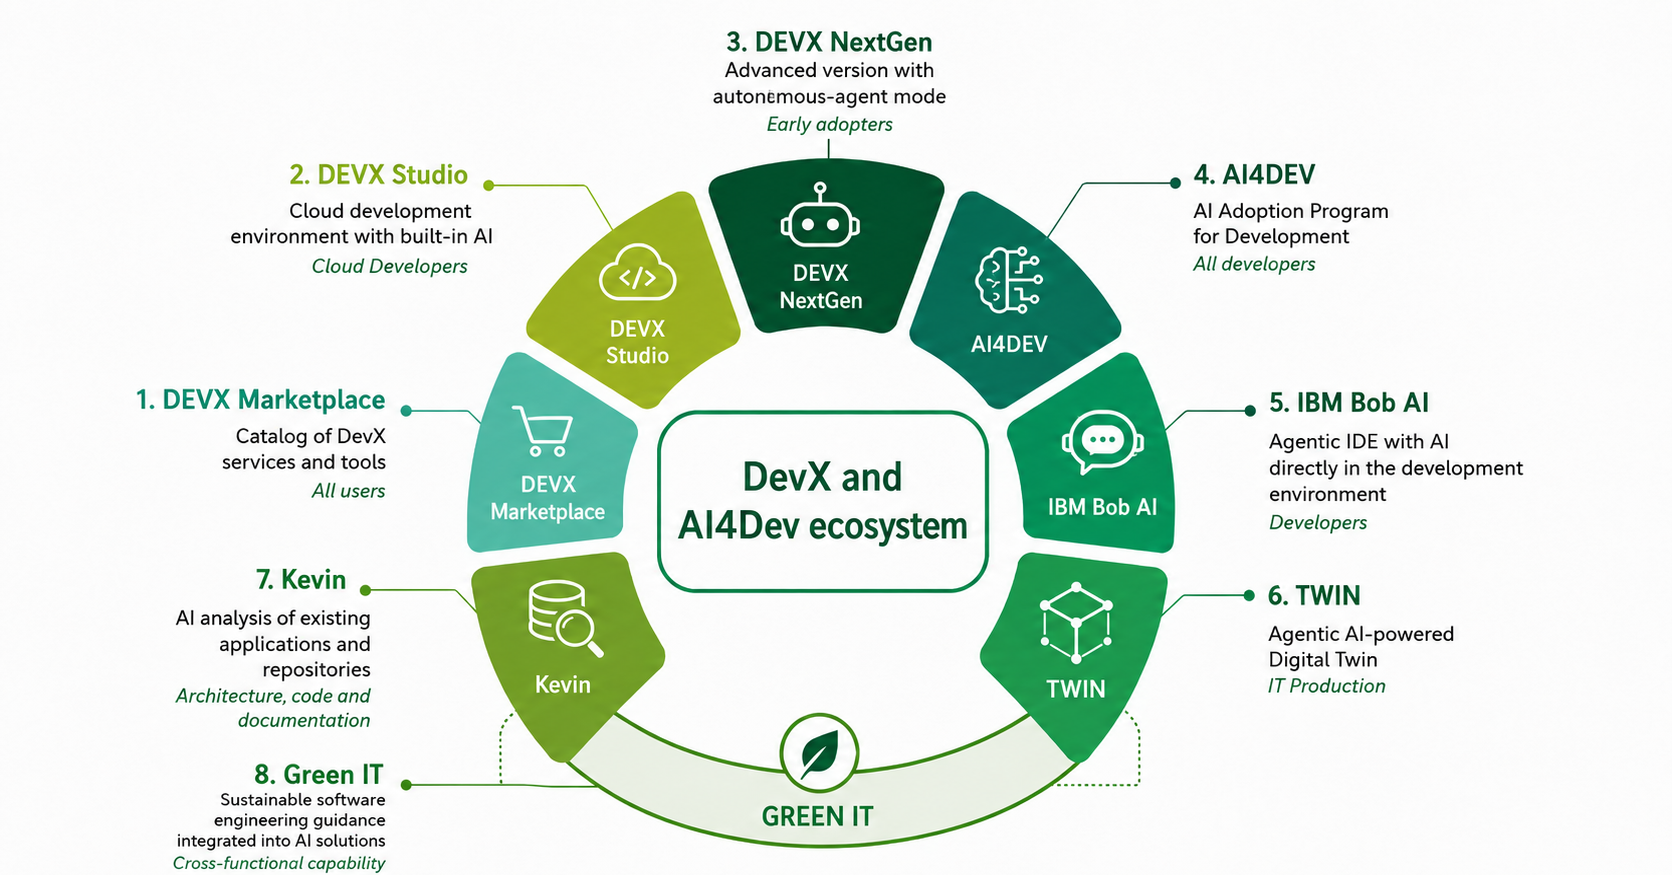 3. DEVX NextGen
Advanced version with
autonomous-agent mode
Early adopters
2. DEVX Studio
Cloud development
environment with built-in AI
Cloud Developers
4. AI4DEV
AI Adoption Program
for Development
All developers
DEVX
NextGen
DEVX
Studio
AI4DEV
1. DEVX Marketplace
Catalog of DevX
services and tools
All users
DEVX
Marketplace
DevX and
AI4Dev ecosystem
IBM Bob AI
5. IBM Bob AI
Agentic IDE with AI
directly in the development
environment
Developers
7. Kevin
AI analysis of existing
applications and
repositories
Architecture, code and
documentation
Kevin
TWIN
6. TWIN
Agentic AI-powered
Digital Twin
IT Production
8. Green IT
Sustainable software
engineering guidance
integrated into AI solutions
Cross-functional capability
GREEN IT